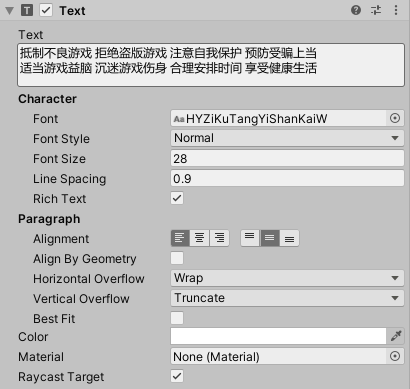 Text
Text
抵制不良游戏 拒绝盗版游戏 注意自我保护 预防受骗上当
适当游戏益脑 沉迷游戏伤身 合理安排时间 享受健康生活
Character
Font Aa HYZiKuTangYiShanKaiW
Font Style Normal
Font Size 28
Line Spacing 0.9
Rich Text
Paragraph
Alignment
Align By Geometry
Horizontal Overflow Wrap
Vertical Overflow Truncate
Best Fit
Color
Material None (Material)
Raycast Target